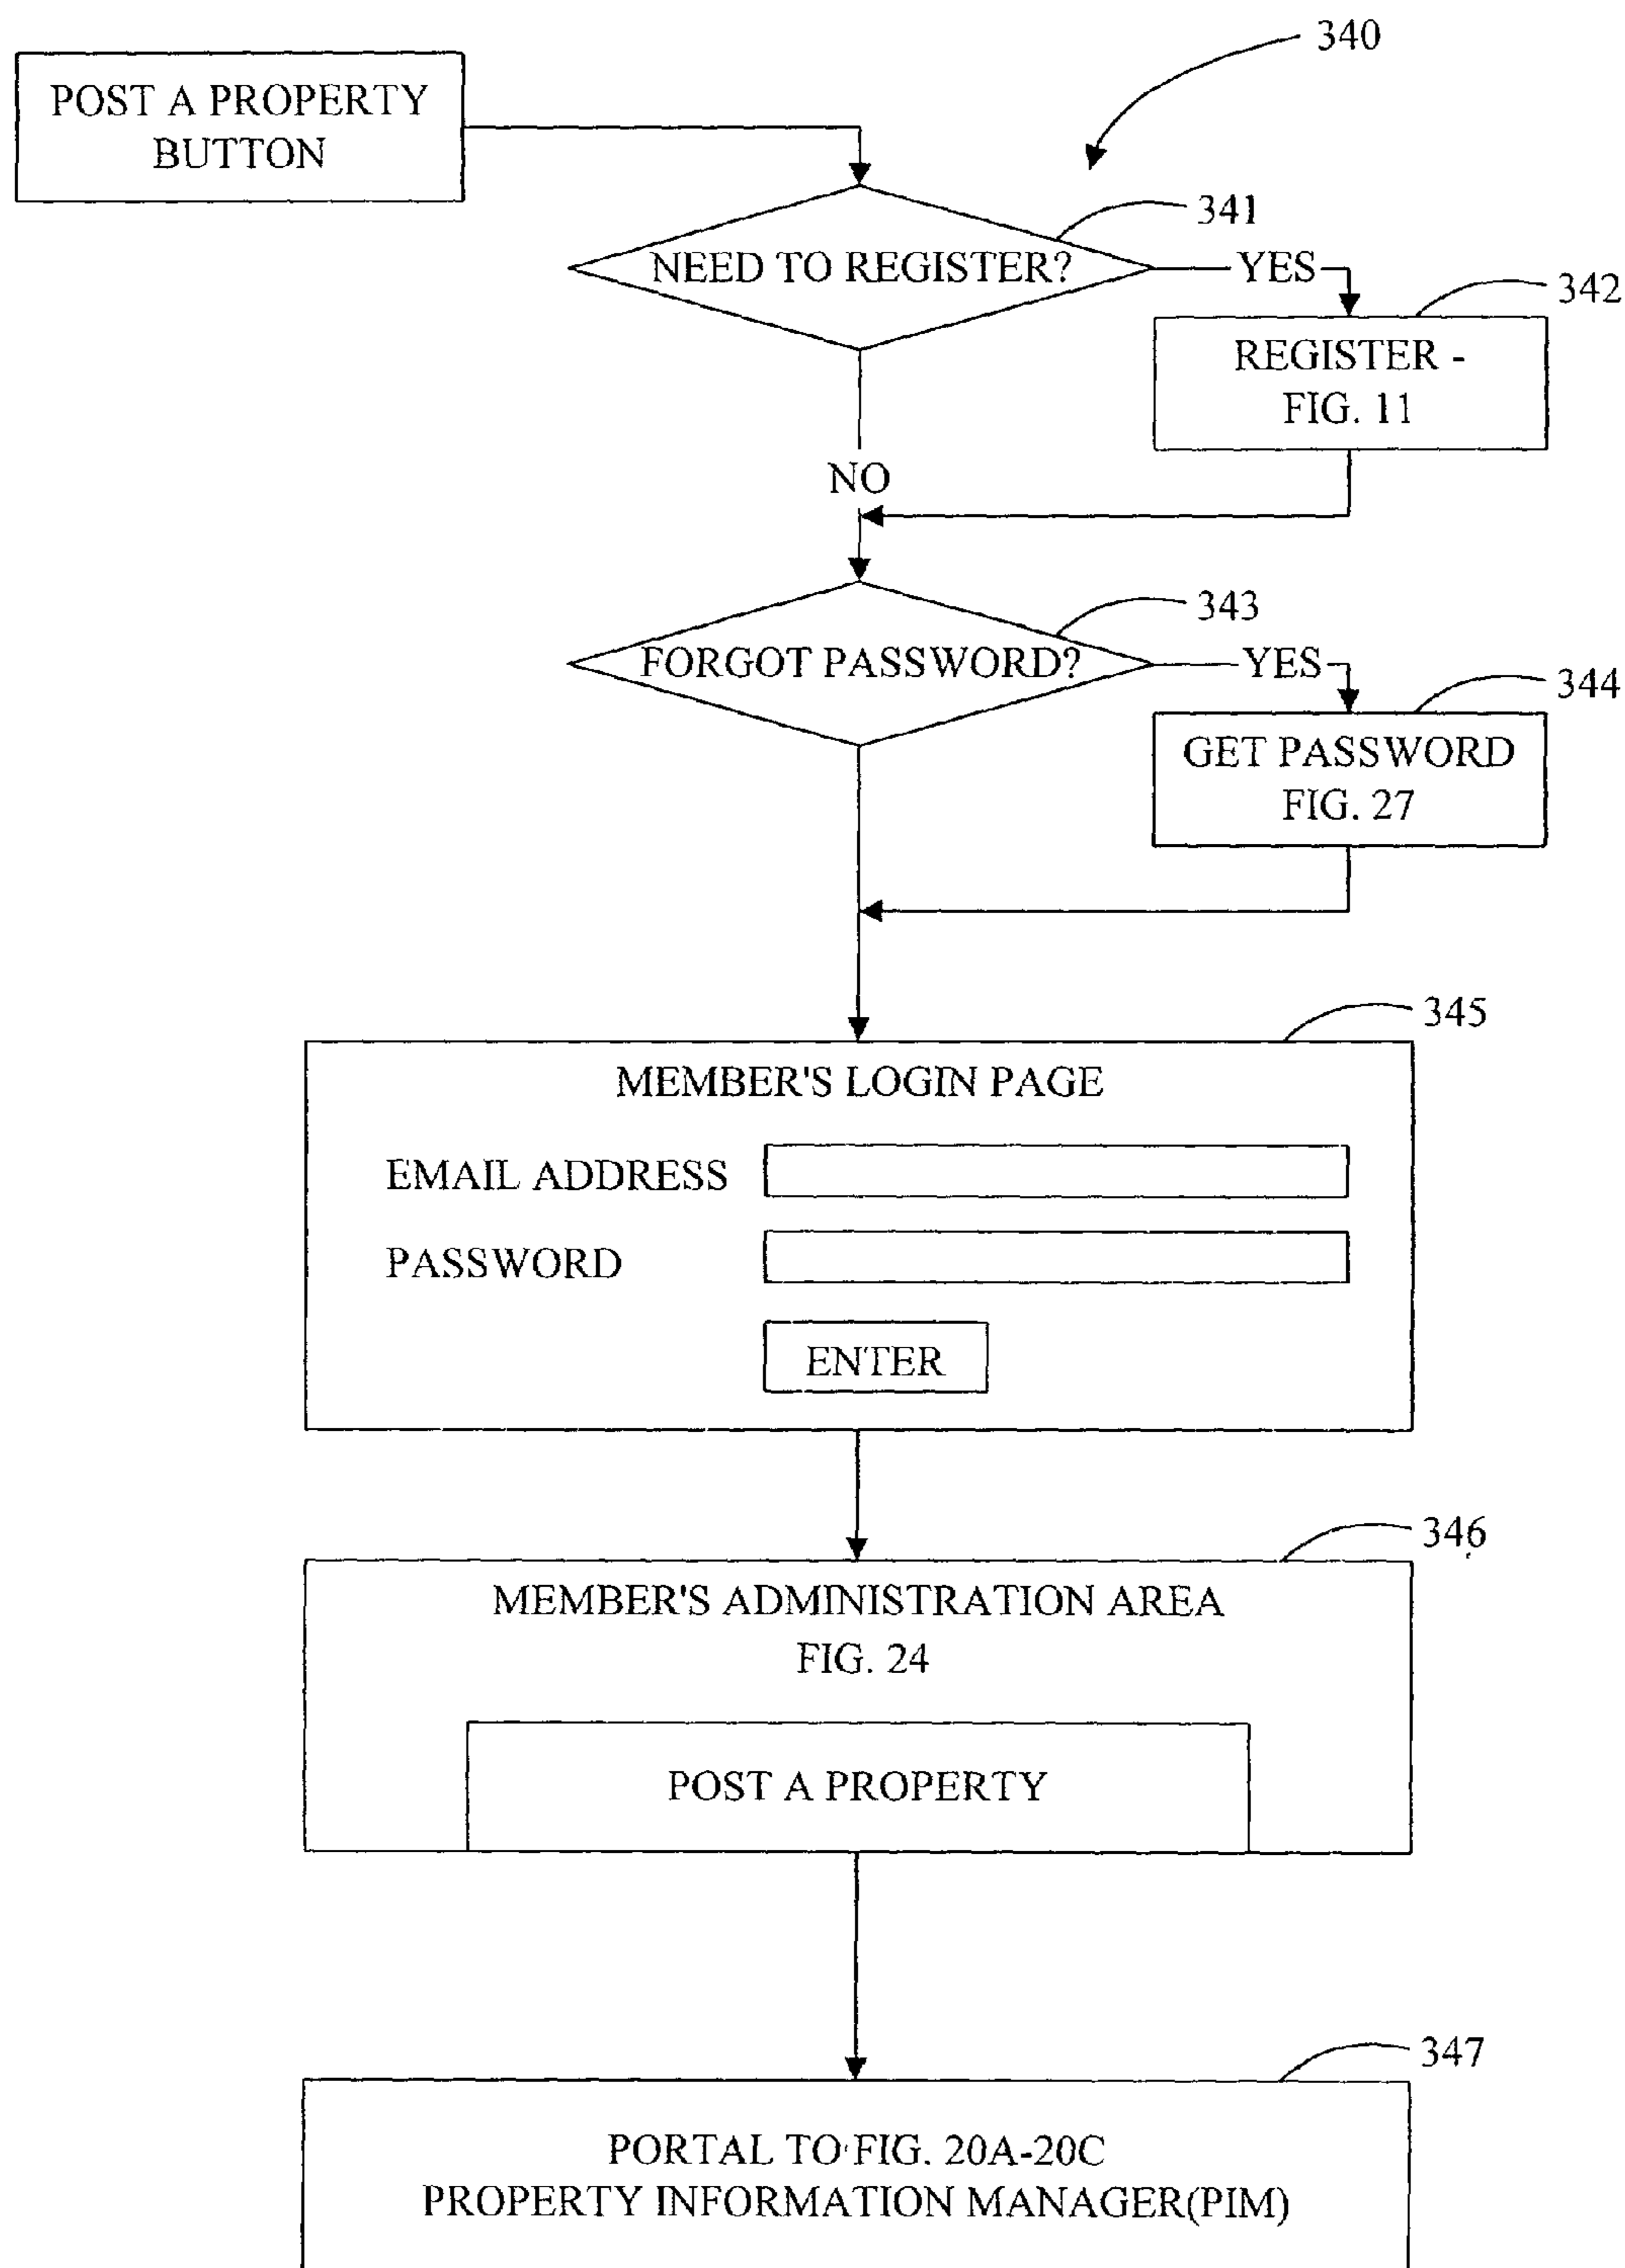 340
POST A PROPERTY
BUTTON
341
NEED TO REGISTER?
YES
342
REGISTER -
FIG. 11
NO
343
FORGOT PASSWORD?
YES
344
GET PASSWORD
FIG. 27
345
MEMBER'S LOGIN PAGE
EMAIL ADDRESS
PASSWORD
ENTER
346
MEMBER'S ADMINISTRATION AREA
FIG. 24
POST A PROPERTY
347
PORTAL TO FIG. 20A-20C
PROPERTY INFORMATION MANAGER(PIM)